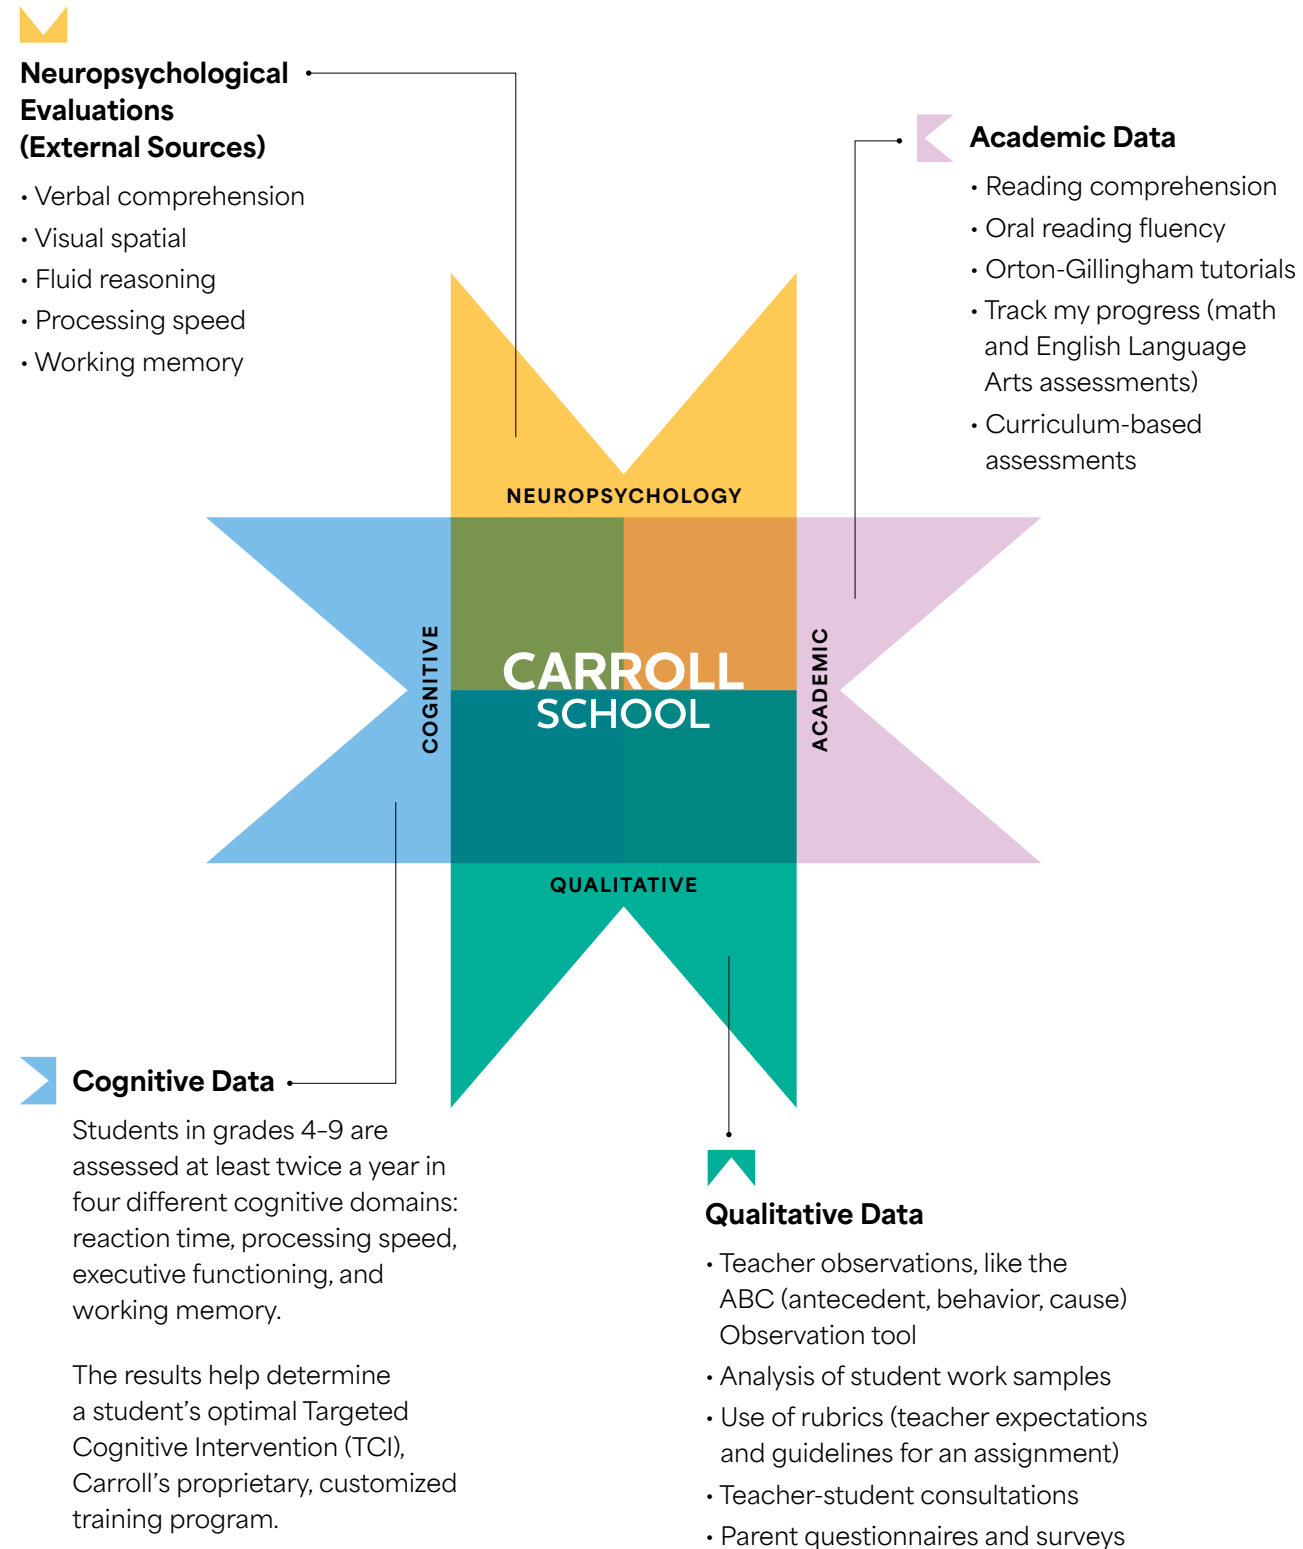 Neuropsychological
Evaluations
(External Sources)
• Verbal comprehension
• Visual spatial
• Fluid reasoning
• Processing speed
• Working memory
Academic Data
• Reading comprehension
• Oral reading fluency
• Orton-Gillingham tutorials
• Track my progress (math
and English Language
Arts assessments)
• Curriculum-based
assessments
NEUROPSYCHOLOGY
COGNITIVE
CARROLL
SCHOOL
ACADEMIC
QUALITATIVE
Cognitive Data
Students in grades 4–9 are
assessed at least twice a year in
four different cognitive domains:
reaction time, processing speed,
executive functioning, and
working memory.
The results help determine
a student’s optimal Targeted
Cognitive Intervention (TCI),
Carroll’s proprietary, customized
training program.
Qualitative Data
• Teacher observations, like the
ABC (antecedent, behavior, cause)
Observation tool
• Analysis of student work samples
• Use of rubrics (teacher expectations
and guidelines for an assignment)
• Teacher-student consultations
• Parent questionnaires and surveys